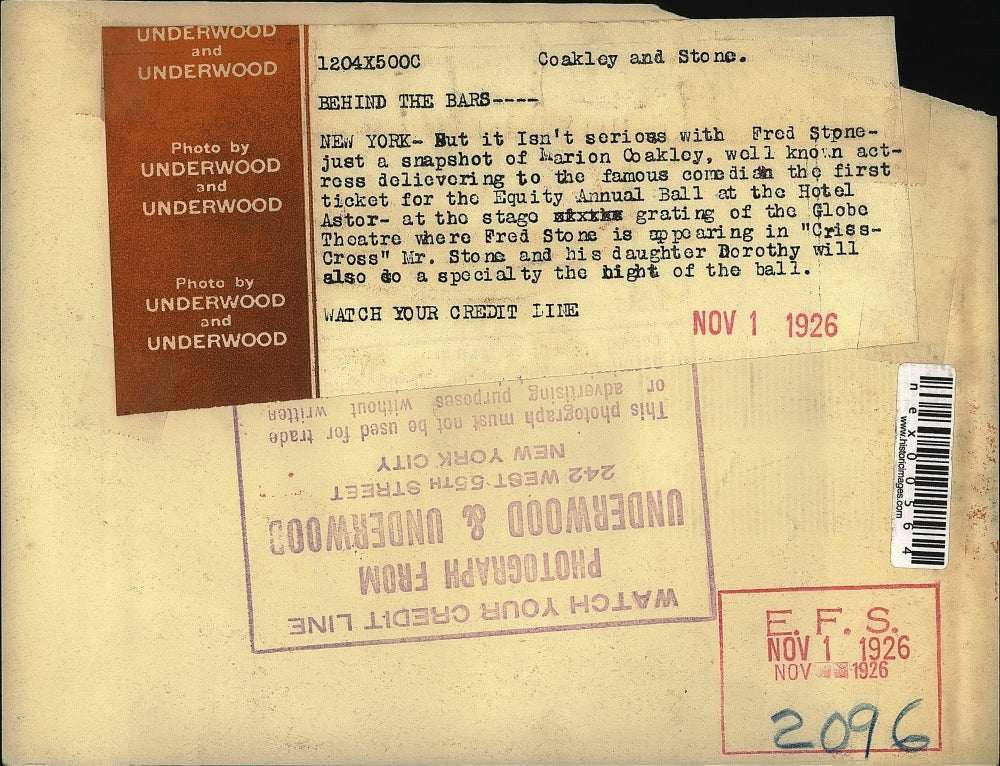 UNDERWOOD
and
UNDERWOOD
Photo by
UNDERWOOD
and
UNDERWOOD
Photo by
UNDERWOOD
and
UNDERWOOD
1204X500C Coakley and Stone.
BEHIND THE BARS----
NEW YORK- But it Isn't serious with Fred Stone-
just a snapshot of Marion Coakley, well known act-
ress delievering to the famous comedian the first
ticket for the Equity Annual Ball at the Hotel
Astor- at the stage grating of the Globe
Theatre where Fred Stone is appearing in "Criss-
Cross" Mr. Stone and his daughter Dorothy will
also do a specialty the night of the ball.
WATCH YOUR CREDIT LINE
NOV 1 1926
WATCH YOUR CREDIT LINE
PHOTOGRAPH FROM
UNDERWOOD & UNDERWOOD
242 WEST 55TH STREET
NEW YORK CITY
This photograph must not be used for trade
or advertising purposes without written
nex00564
www.historicimages.com
E. F. S.
NOV 1 1926
NOV 1926
2096